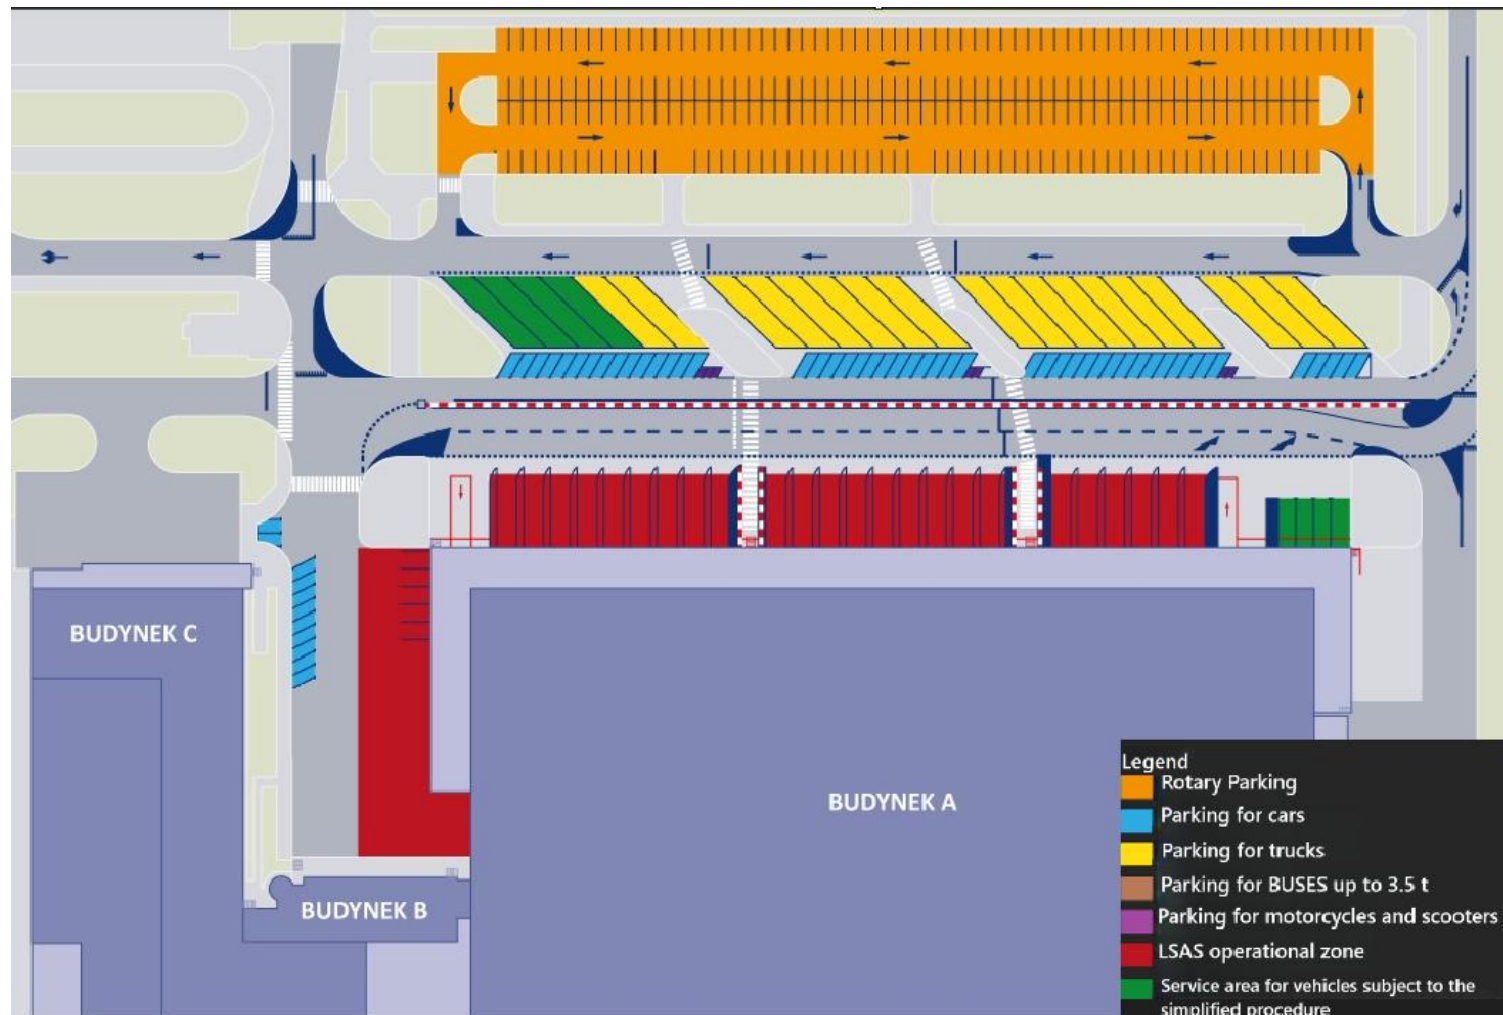 BUDYNEK C
BUDYNEK A
BUDYNEK B
Legend
Rotary Parking
Parking for cars
Parking for trucks
Parking for BUSES up to 3.5 t
Parking for motorcycles and scooters
LSAS operational zone
Service area for vehicles subject to the
simplified procedure